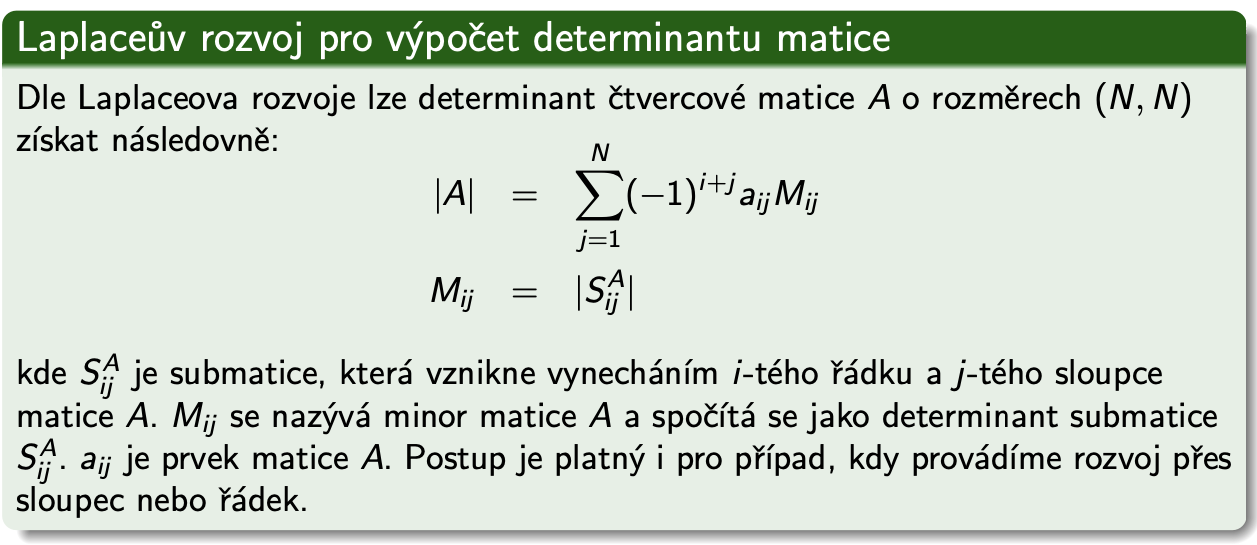 Laplaceův rozvoj pro výpočet determinantu matice
Dle Laplaceova rozvoje lze determinant čtvercové matice A o rozměrech (N, N)
získat následovně:
|A| = \sum_{j=1}^{N} (−1)^{i+j} a_{ij} M_{ij}
M_{ij} = |S_{ij}^{A}|
kde S_{ij}^{A} je submatice, která vznikne vynecháním i-tého řádku a j-tého sloupce
matice A. M_{ij} se nazývá minor matice A a spočítá se jako determinant submatice
S_{ij}^{A}. a_{ij} je prvek matice A. Postup je platný i pro případ, kdy provádíme rozvoj přes
sloupec nebo řádek.